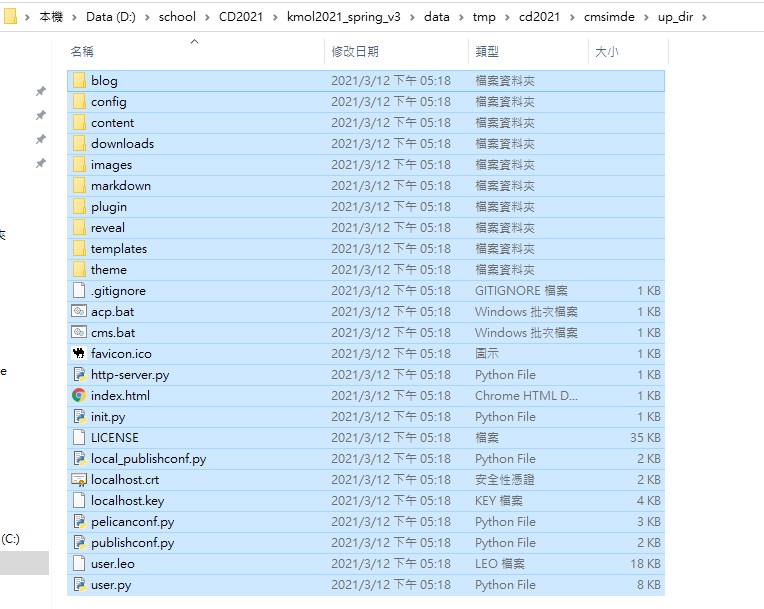 本機 > Data (D:) > school > CD2021 > kmol2021_spring_v3 > data > tmp > cd2021 > cmsimde > up_dir >
名稱 修改日期 類型 大小
blog 2021/3/12 下午 05:18 檔案資料夾
config 2021/3/12 下午 05:18 檔案資料夾
content 2021/3/12 下午 05:18 檔案資料夾
downloads 2021/3/12 下午 05:18 檔案資料夾
images 2021/3/12 下午 05:18 檔案資料夾
markdown 2021/3/12 下午 05:18 檔案資料夾
plugin 2021/3/12 下午 05:18 檔案資料夾
reveal 2021/3/12 下午 05:18 檔案資料夾
templates 2021/3/12 下午 05:18 檔案資料夾
theme 2021/3/12 下午 05:18 檔案資料夾
.gitignore 2021/3/12 下午 05:18 GITIGNORE 檔案 1 KB
acp.bat 2021/3/12 下午 05:18 Windows 批次檔案 1 KB
cms.bat 2021/3/12 下午 05:18 Windows 批次檔案 1 KB
favicon.ico 2021/3/12 下午 05:18 圖示 1 KB
http-server.py 2021/3/12 下午 05:18 Python File 1 KB
index.html 2021/3/12 下午 05:18 Chrome HTML D... 1 KB
init.py 2021/3/12 下午 05:18 Python File 1 KB
LICENSE 2021/3/12 下午 05:18 檔案 35 KB
local_publishconf.py 2021/3/12 下午 05:18 Python File 2 KB
localhost.crt 2021/3/12 下午 05:18 安全性憑證 2 KB
localhost.key 2021/3/12 下午 05:18 KEY 檔案 4 KB
pelicanconf.py 2021/3/12 下午 05:18 Python File 3 KB
publishconf.py 2021/3/12 下午 05:18 Python File 2 KB
user.leo 2021/3/12 下午 05:18 LEO 檔案 18 KB
user.py 2021/3/12 下午 05:18 Python File 8 KB
夾
e
(C:)